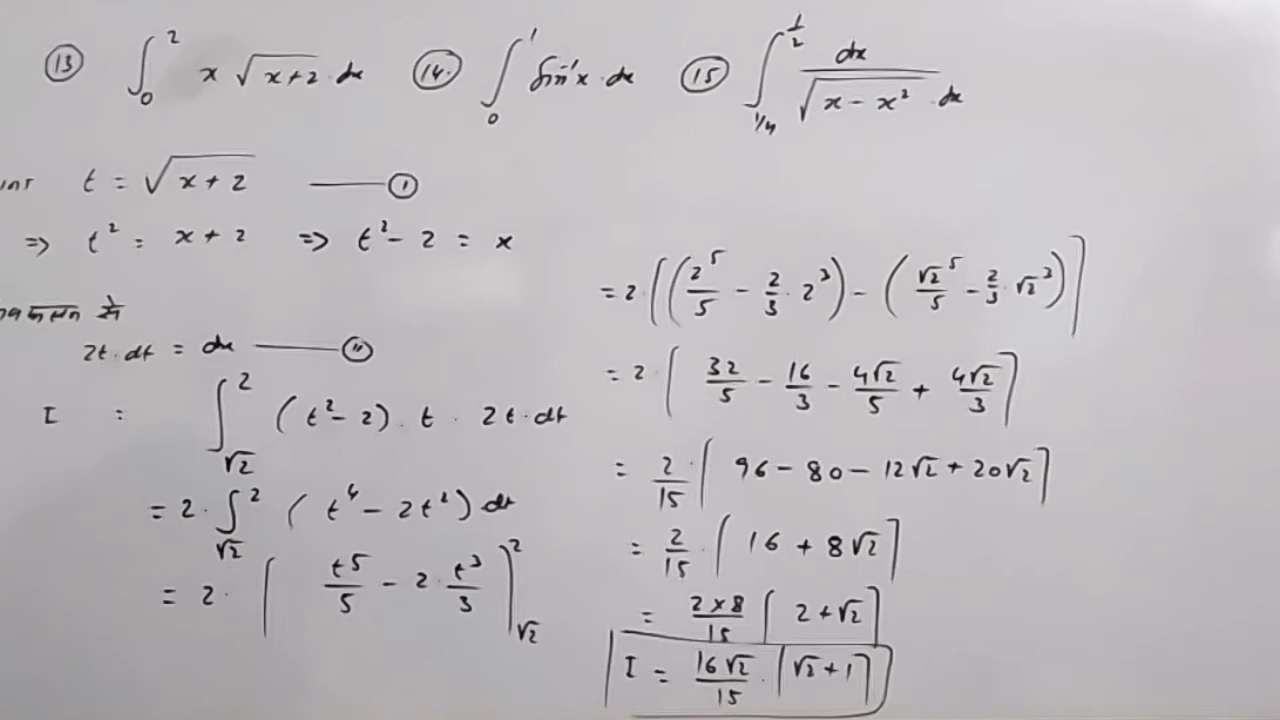 (13) ∫₀² x √(x+2) · dx (14.) ∫₀¹ Sin⁻¹x · dx (15) ∫_{1/4}^{1/2} dx / √(x − x²) · dx
t = √(x + 2) ——— (1)
⇒ t² = x + 2 ⇒ t² − 2 = x
2t · dt = dx ——— (11)
I = ∫_{√2}^{2} (t² − 2) · t · 2t · dt
= 2 · ∫_{√2}^{2} (t⁴ − 2t²) dt
= 2 · [t⁵/5 − 2 · t³/3]_{√2}^{2}
= 2 · [(2⁵/5 − 2/3 · 2³) − (√2⁵/5 − 2/3 · √2³)]
= 2 · [32/5 − 16/3 − 4√2/5 + 4√2/3]
= 2/15 · [96 − 80 − 12√2 + 20√2]
= 2/15 · [16 + 8√2]
= 2×8/15 [2 + √2]
I = 16√2/15 · [√2 + 1]